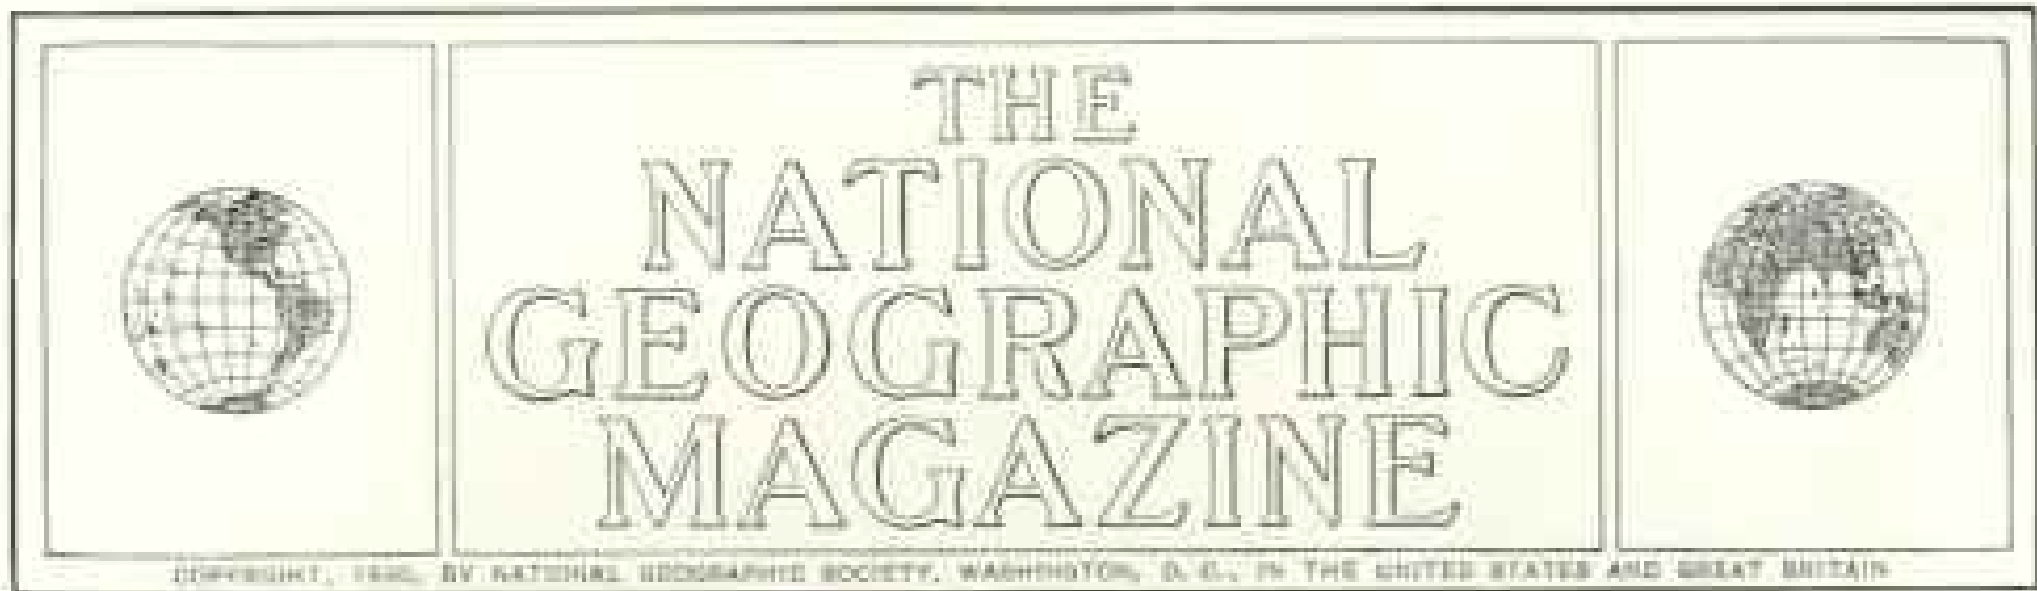 THE
NATIONAL
GEOGRAPHIC
MAGAZINE
COPYRIGHT, BY NATIONAL GEOGRAPHIC SOCIETY, WASHINGTON, D. C., IN THE UNITED STATES AND GREAT BRITAIN